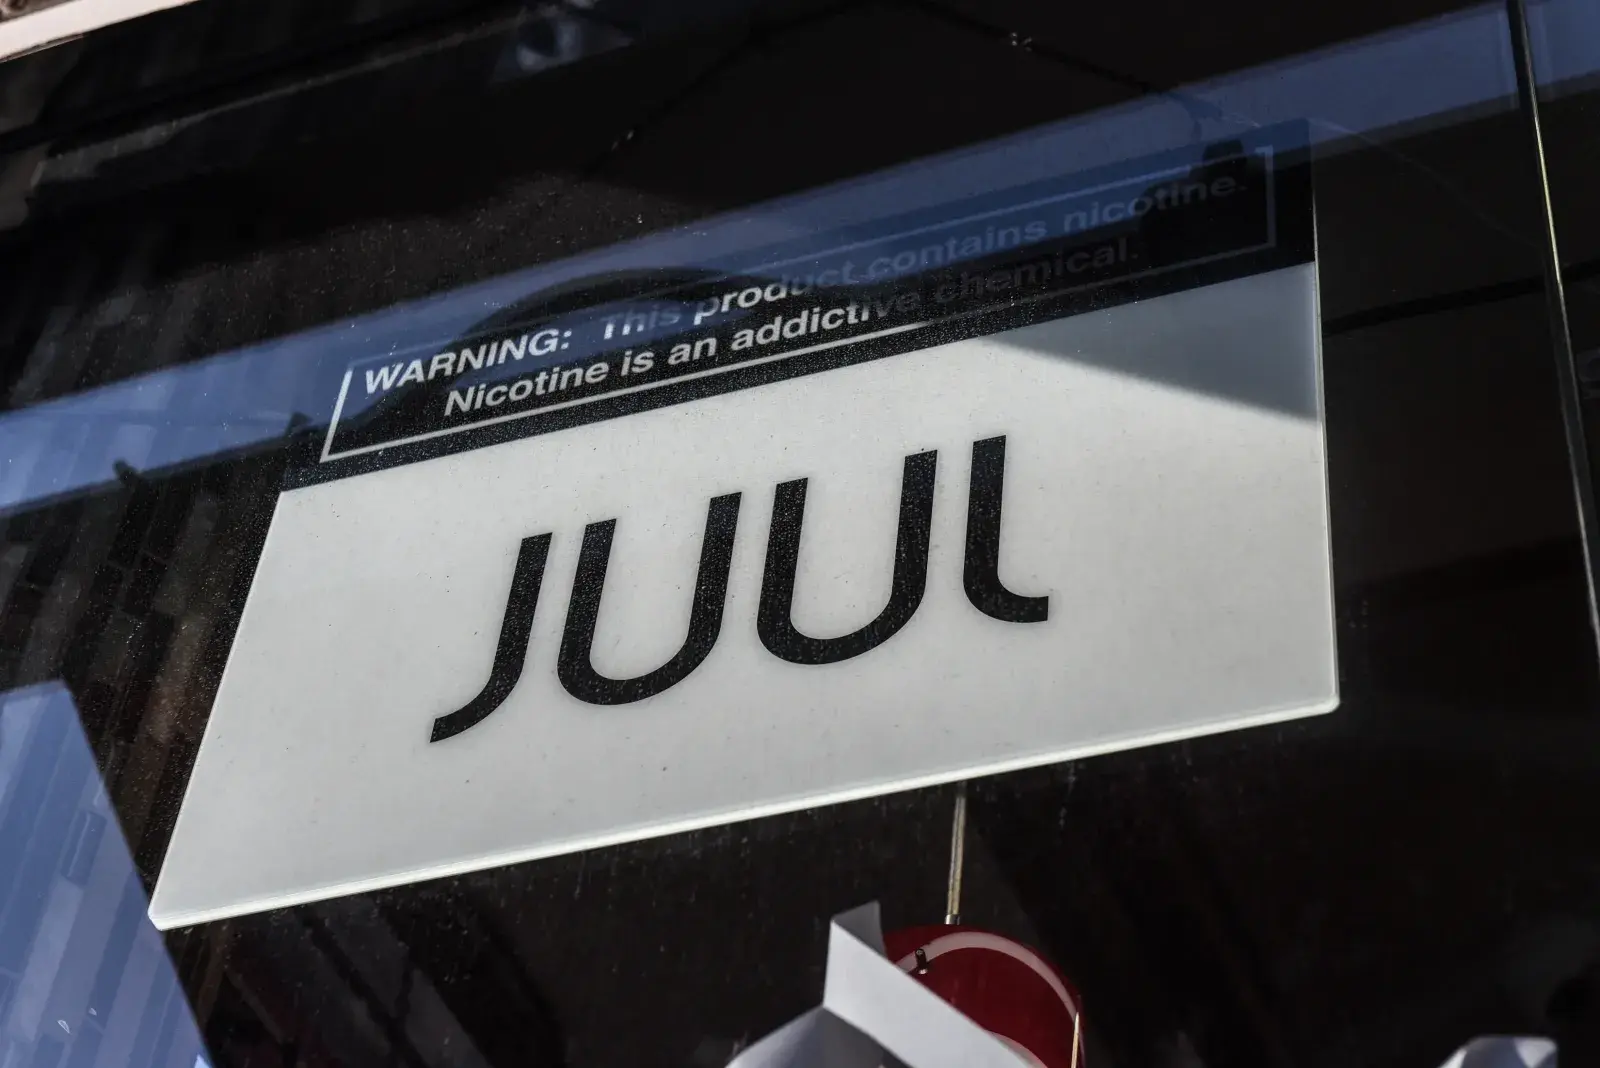 WARNING: This product contains nicotine.
Nicotine is an addictive chemical.
JUUL